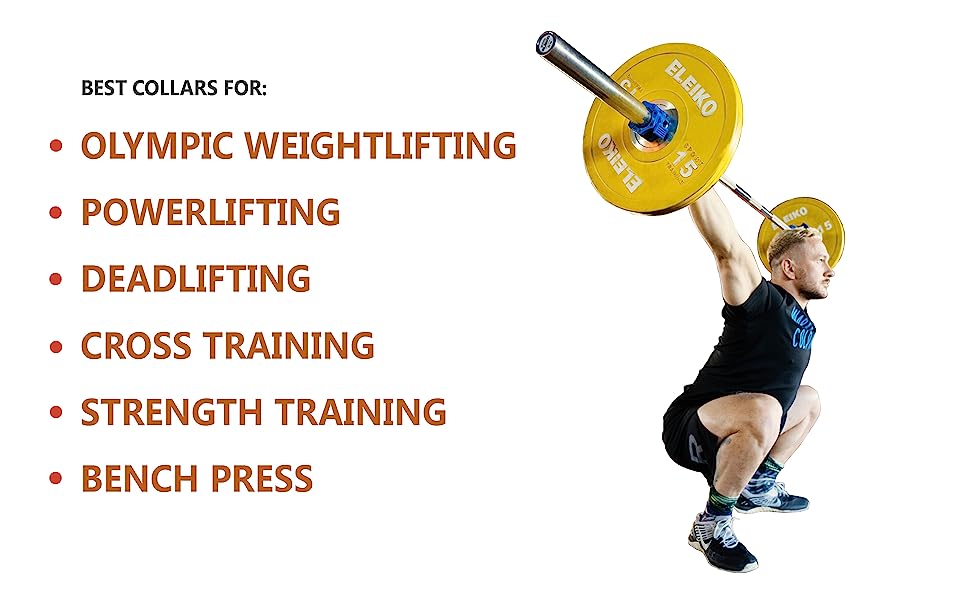 BEST COLLARS FOR:
• OLYMPIC WEIGHTLIFTING
• POWERLIFTING
• DEADLIFTING
• CROSS TRAINING
• STRENGTH TRAINING
• BENCH PRESS
ELEIKO
15
ELEIKO
ELEIKO
15
R